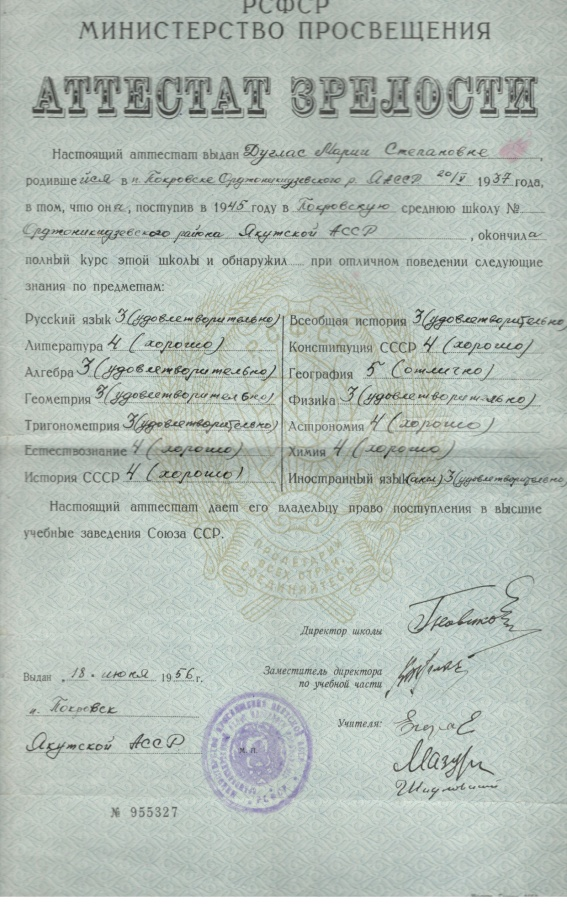 РСФСР
МИНИСТЕРСТВО ПРОСВЕЩЕНИЯ
АТТЕСТАТ ЗРЕЛОСТИ
Настоящий аттестат выдан Дуглас Марии Степановне,
родившейся в п. Покровске Орджоникидзевского р. ЯАССР 20/V 1937 года,
в том, что она, поступив в 1945 году в Покровскую среднюю школу №
Орджоникидзевского района Якутской АССР, окончила
полный курс этой школы и обнаружил при отличном поведении следующие
знания по предметам:
Русский язык 3 (удовлетворительно)
Литература 4 (хорошо)
Алгебра 3 (удовлетворительно)
Геометрия 3 (удовлетворительно)
Тригонометрия 3 (удовлетворительно)
Естествознание 4 (хорошо)
История СССР 4 (хорошо)
Всеобщая история 3 (удовлетворительно)
Конституция СССР 4 (хорошо)
География 5 (отлично)
Физика 3 (удовлетворительно)
Астрономия 4 (хорошо)
Химия 4 (хорошо)
Иностранный язык (англ) 3 (удовлетворительно)
Настоящий аттестат дает его владельцу право поступления в высшие
учебные заведения Союза ССР.
ПРОЛЕТАРИИ
ВСЕХ СТРАН,
СОЕДИНЯЙТЕСЬ!
Директор школы
Заместитель директора
по учебной части
Учителя:
Мазур
Выдан "18" июня 1956 г.
п. Покровск
Якутской АССР
М. П.
№ 955327